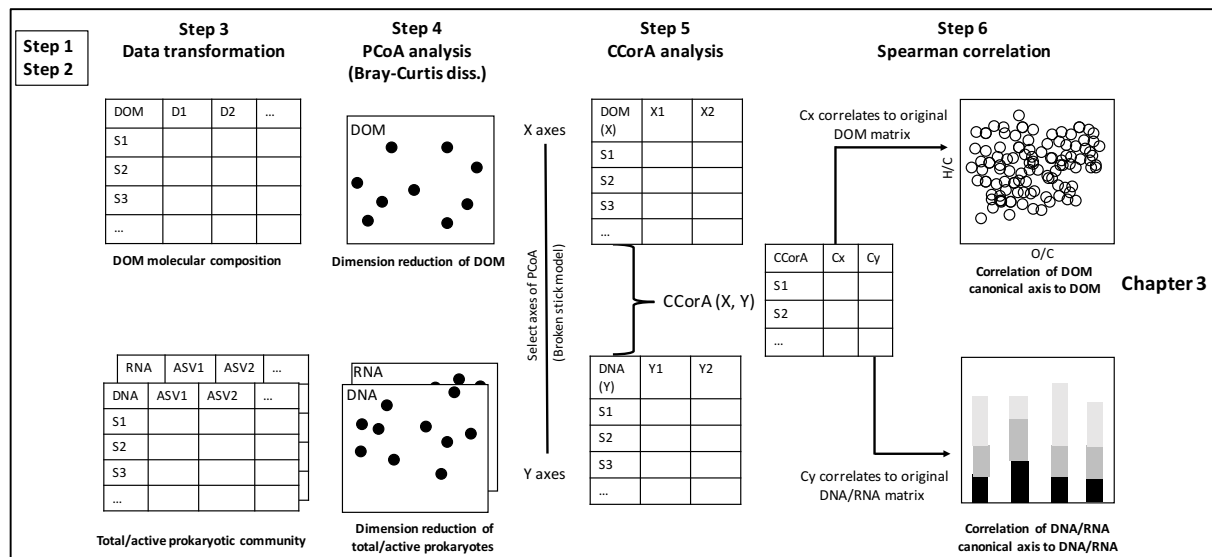 Step 1
Step 2
Step 3
Data transformation
Step 4
PCoA analysis
(Bray-Curtis diss.)
Step 5
CCorA analysis
Step 6
Spearman correlation
DOM D1 D2 ...
S1
S2
S3
...
DOM molecular composition
DOM
Dimension reduction of DOM
X axes
Select axes of PCoA
(Broken stick model)
Y axes
DOM (X) X1 X2
S1
S2
S3
...
CCorA (X, Y)
Cx correlates to original
DOM matrix
H/C
O/C
Correlation of DOM
canonical axis to DOM
CCorA Cx Cy
S1
S2
...
Chapter 3
RNA ASV1 ASV2 ...
DNA ASV1 ASV2 ...
S1
S2
S3
...
Total/active prokaryotic community
RNA
DNA
Dimension reduction of
total/active prokaryotes
DNA (Y) Y1 Y2
S1
S2
S3
...
Cy correlates to original
DNA/RNA matrix
Correlation of DNA/RNA
canonical axis to DNA/RNA